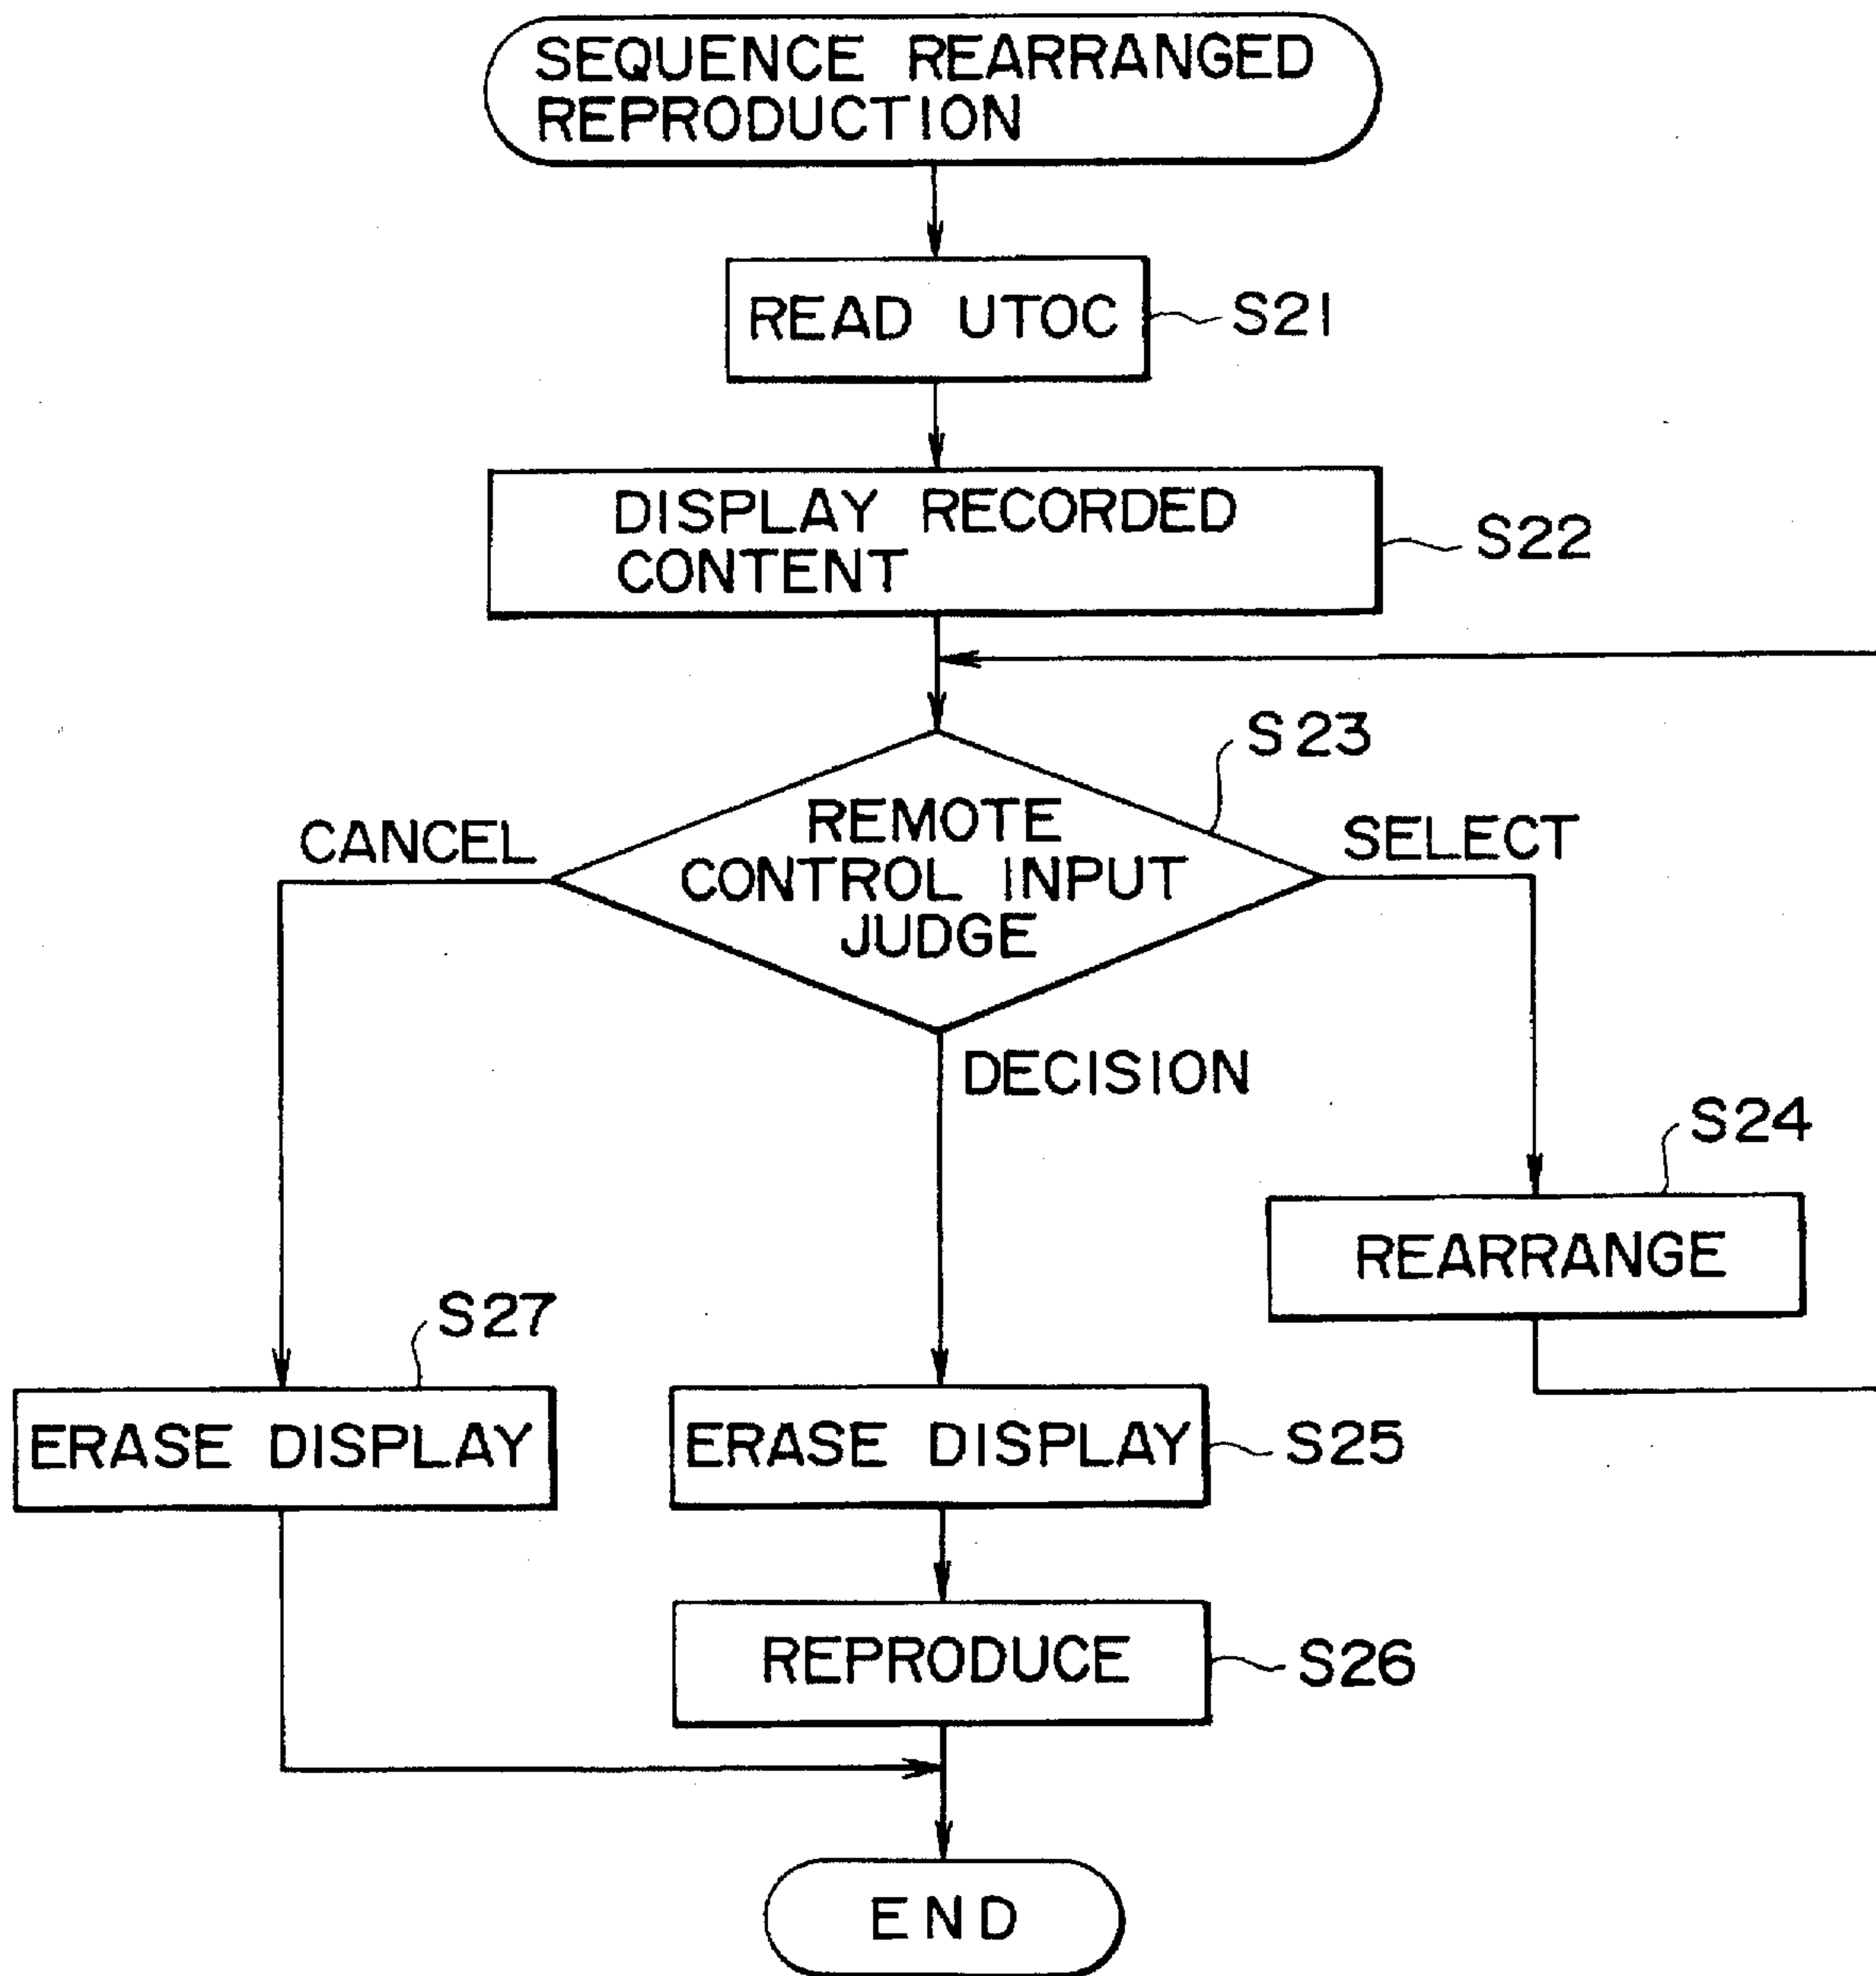 SEQUENCE REARRANGED
REPRODUCTION
READ UTOC
S21
DISPLAY RECORDED
CONTENT
S22
S23
REMOTE
CONTROL INPUT
JUDGE
CANCEL
SELECT
DECISION
S24
REARRANGE
S27
ERASE DISPLAY
ERASE DISPLAY
S25
REPRODUCE
S26
END